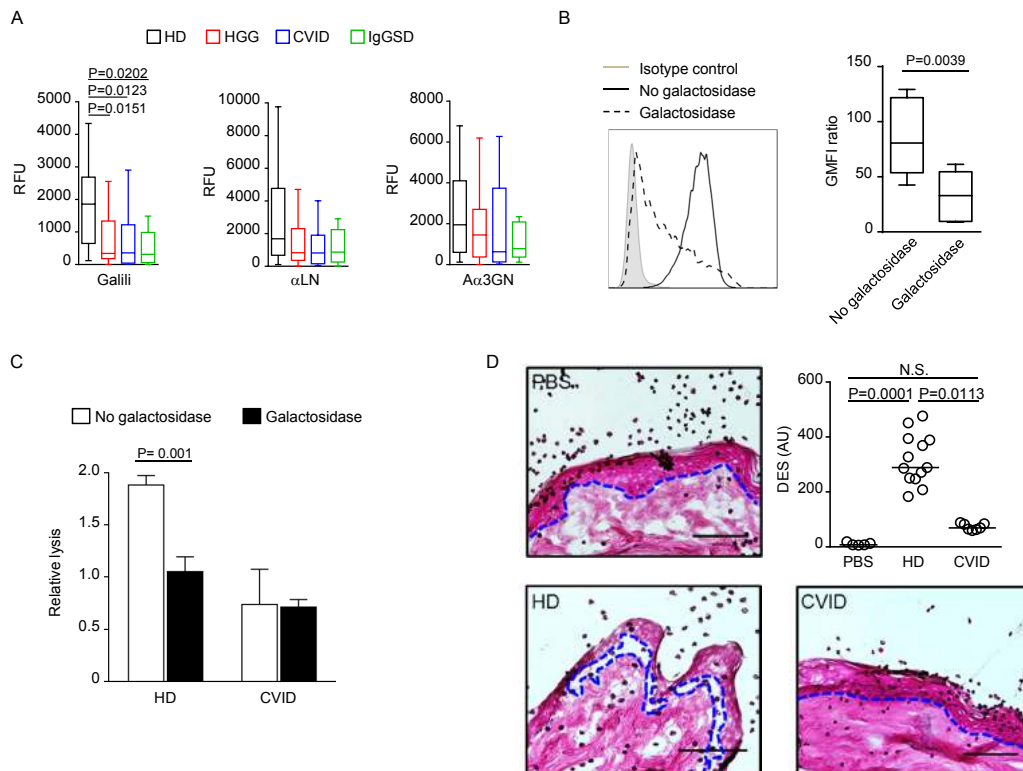 A
HD HGG CVID IgGSD
P=0.0202
P=0.0123
P=0.0151
RFU
5000
4000
3000
2000
1000
0
Galili
RFU
10000
8000
6000
4000
2000
0
αLN
RFU
8000
6000
4000
2000
0
Aα3GN
B
Isotype control
No galactosidase
Galactosidase
P=0.0039
GMFI ratio
150
100
50
0
No galactosidase
Galactosidase
C
No galactosidase Galactosidase
P= 0.001
Relative lysis
2.0
1.5
1.0
0.5
0
HD CVID
D
PBS
N.S.
P=0.0001 P=0.0113
DES (AU)
600
400
200
0
PBS HD CVID
HD
CVID